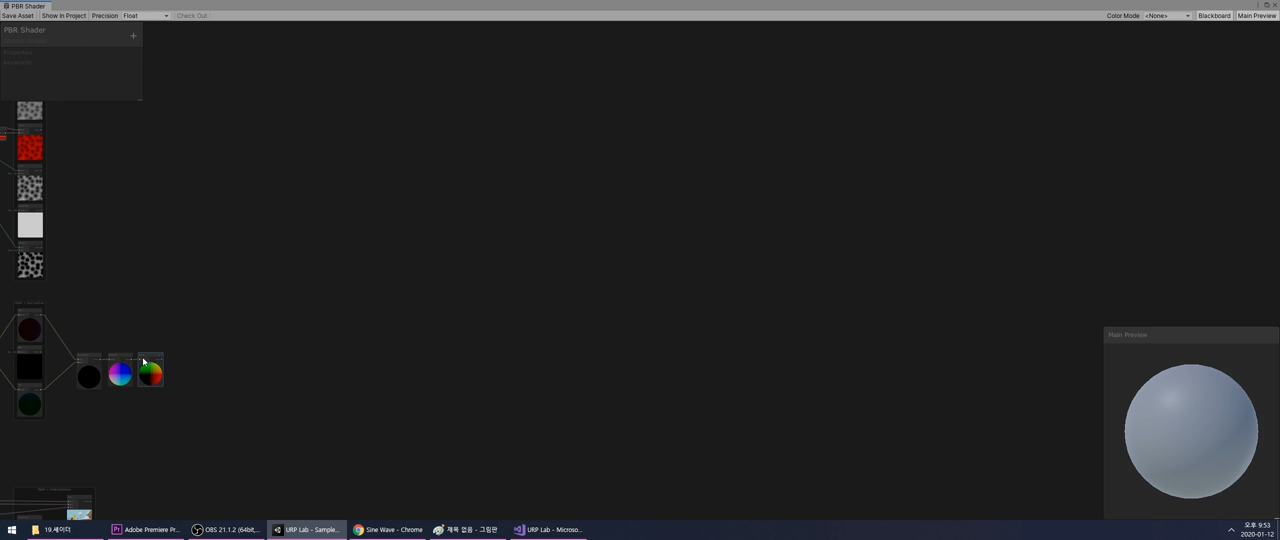 PBR Shader
Save Asset Show In Project Precision Float Check Out Color Mode <None> Blackboard Main Preview
PBR Shader
Properties
Keywords
Main Preview
19.셰이더 Adobe Premiere Pr... OBS 21.1.2 (64bit,... URP Lab - Sample... Sine Wave - Chrome 제목 없음 - 그림판 URP Lab - Microso...
오후 9:53
2020-01-12